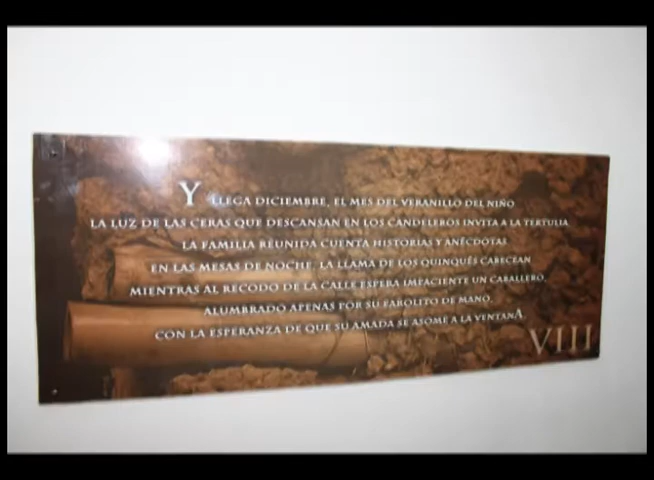 Y LLEGA DICIEMBRE, EL MES DEL VERANILLO DEL NIÑO
LA LUZ DE LAS CERAS QUE DESCANSAN EN LOS CANDELEROS INVITA A LA TERTULIA
LA FAMILIA REUNIDA CUENTA HISTORIAS Y ANÉCDOTAS
EN LAS MESAS DE NOCHE, LA LLAMA DE LOS QUINQUÉS CABECEAN
MIENTRAS AL RECODO DE LA CALLE ESPERA IMPACIENTE UN CABALLERO,
ALUMBRADO APENAS POR SU FAROLITO DE MANO,
CON LA ESPERANZA DE QUE SU AMADA SE ASOME A LA VENTANA
VIII